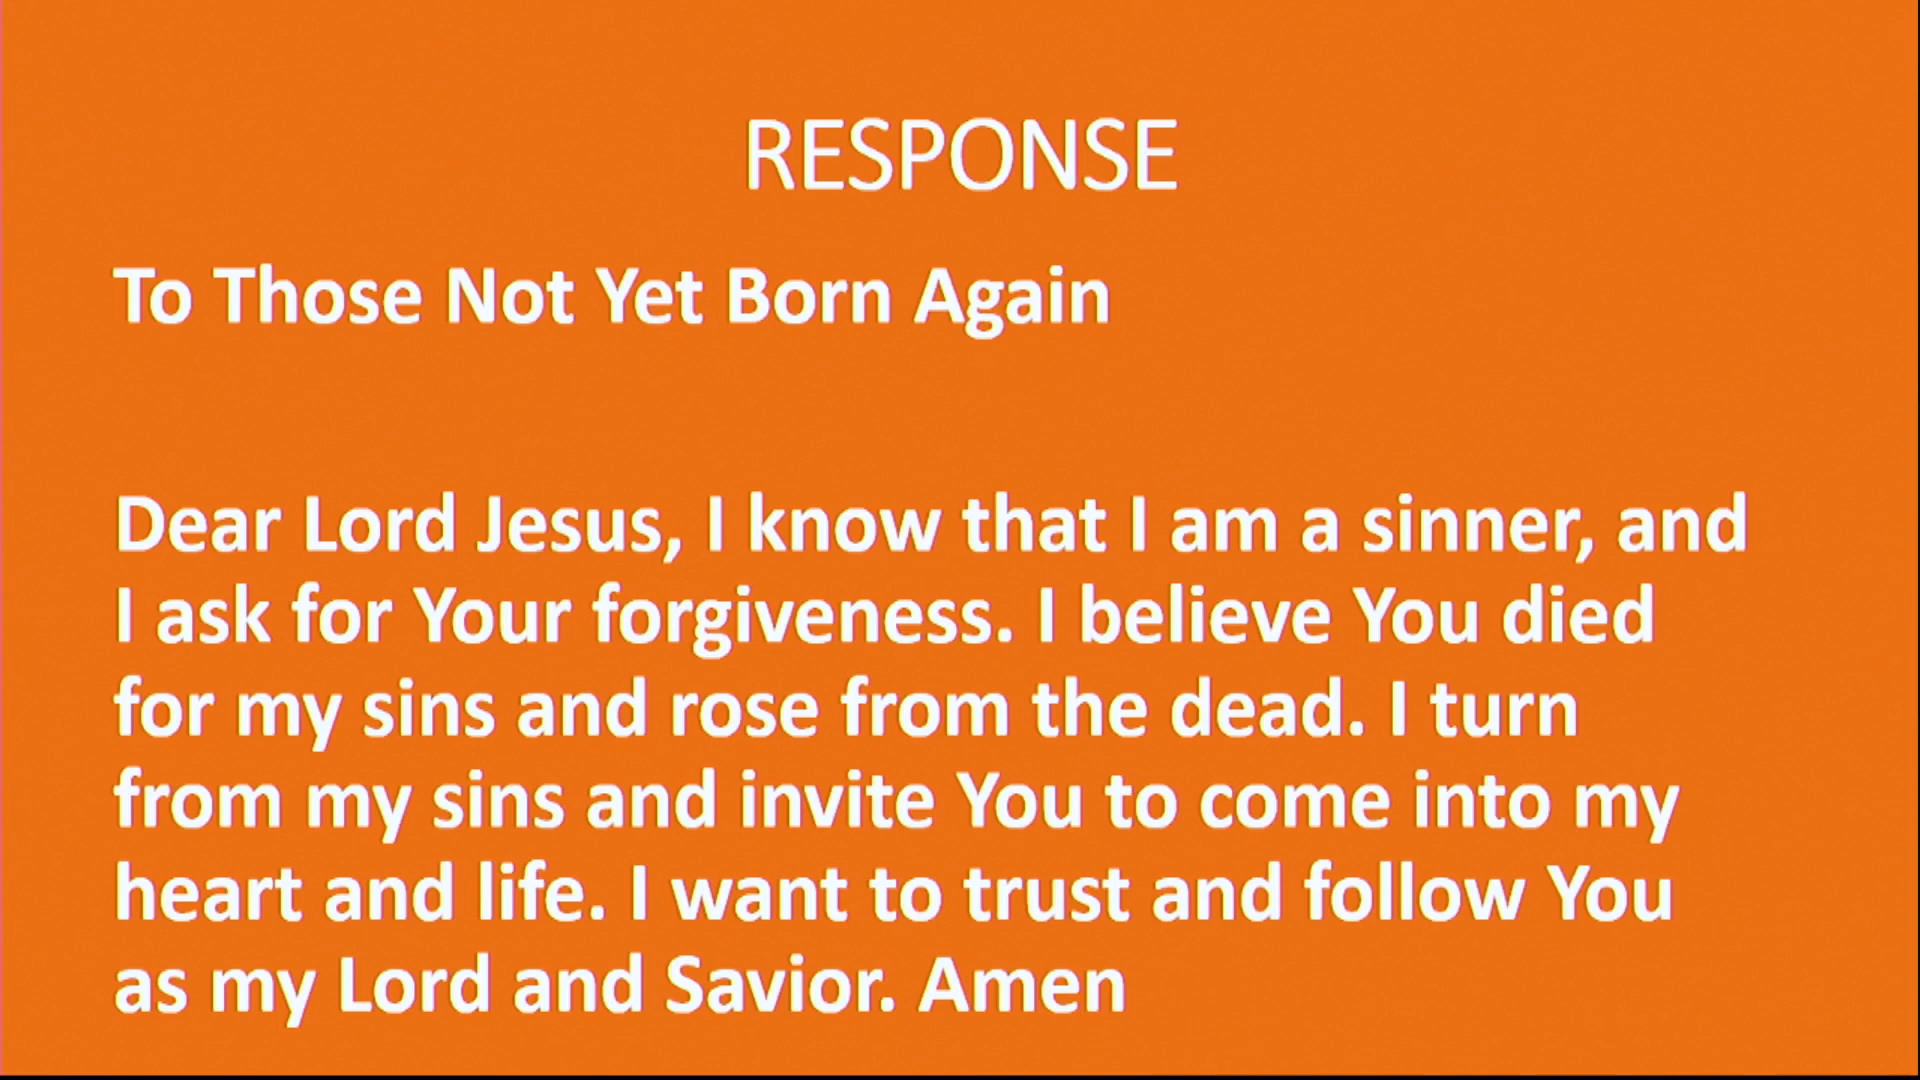 RESPONSE
To Those Not Yet Born Again
Dear Lord Jesus, I know that I am a sinner, and
I ask for Your forgiveness. I believe You died
for my sins and rose from the dead. I turn
from my sins and invite You to come into my
heart and life. I want to trust and follow You
as my Lord and Savior. Amen